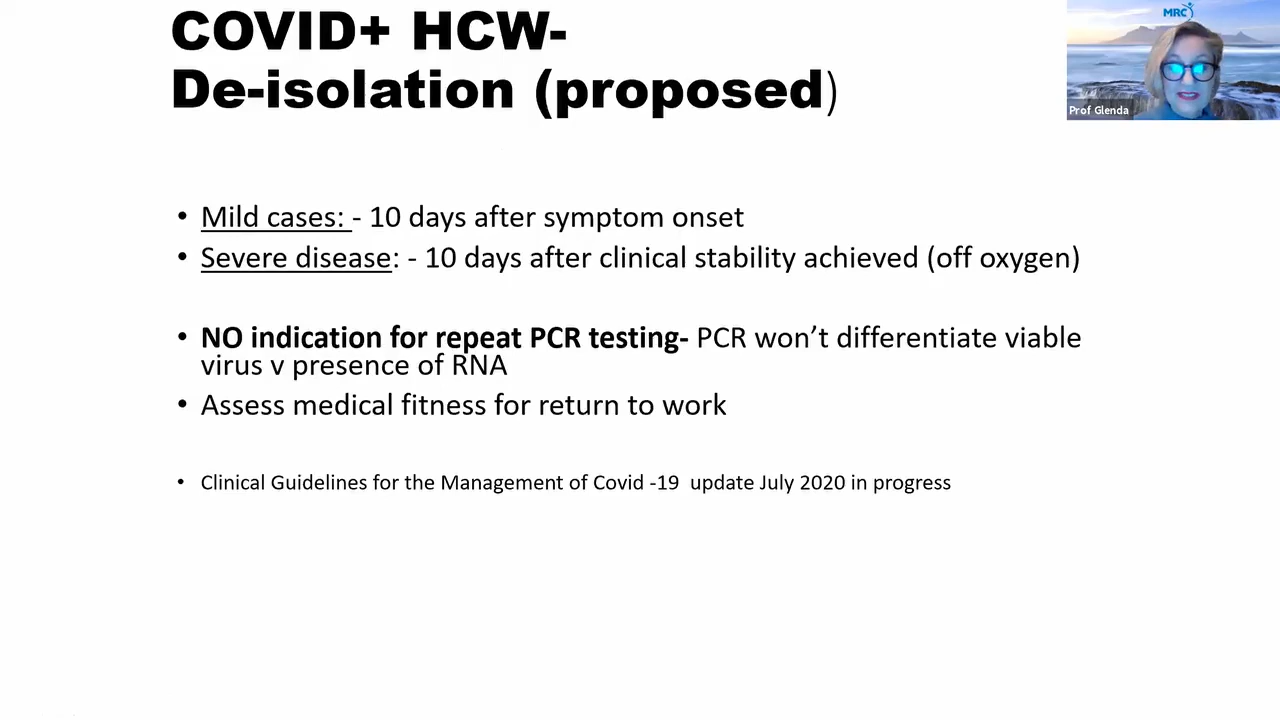 COVID+ HCW-
De-isolation (proposed)
MRC
Prof Glenda
• Mild cases: - 10 days after symptom onset
• Severe disease: - 10 days after clinical stability achieved (off oxygen)
• NO indication for repeat PCR testing- PCR won’t differentiate viable
virus v presence of RNA
• Assess medical fitness for return to work
• Clinical Guidelines for the Management of Covid -19  update July 2020 in progress